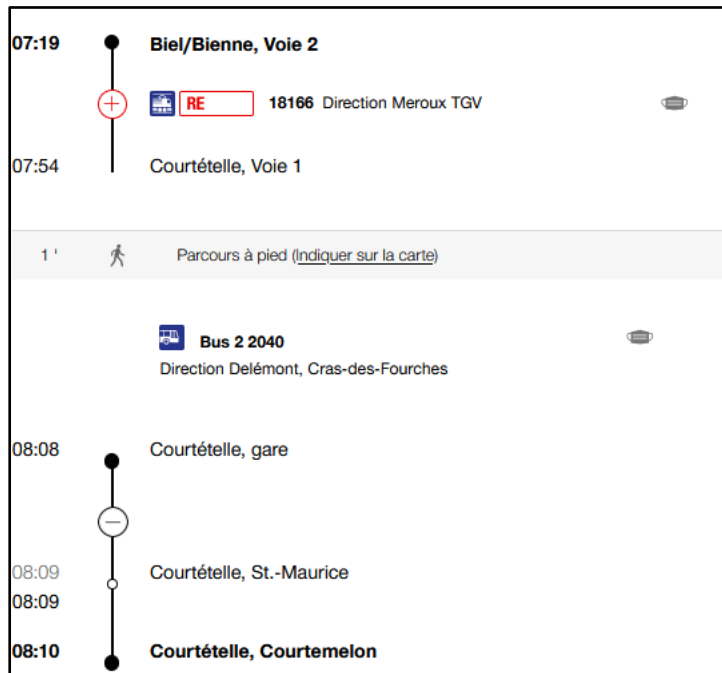 07:19 Biel/Bienne, Voie 2
RE 18166 Direction Meroux TGV
07:54 Courtételle, Voie 1
1 ' Parcours à pied (Indiquer sur la carte)
Bus 2 2040
Direction Delémont, Cras-des-Fourches
08:08 Courtételle, gare
08:09 Courtételle, St.-Maurice
08:09
08:10 Courtételle, Courtemelon